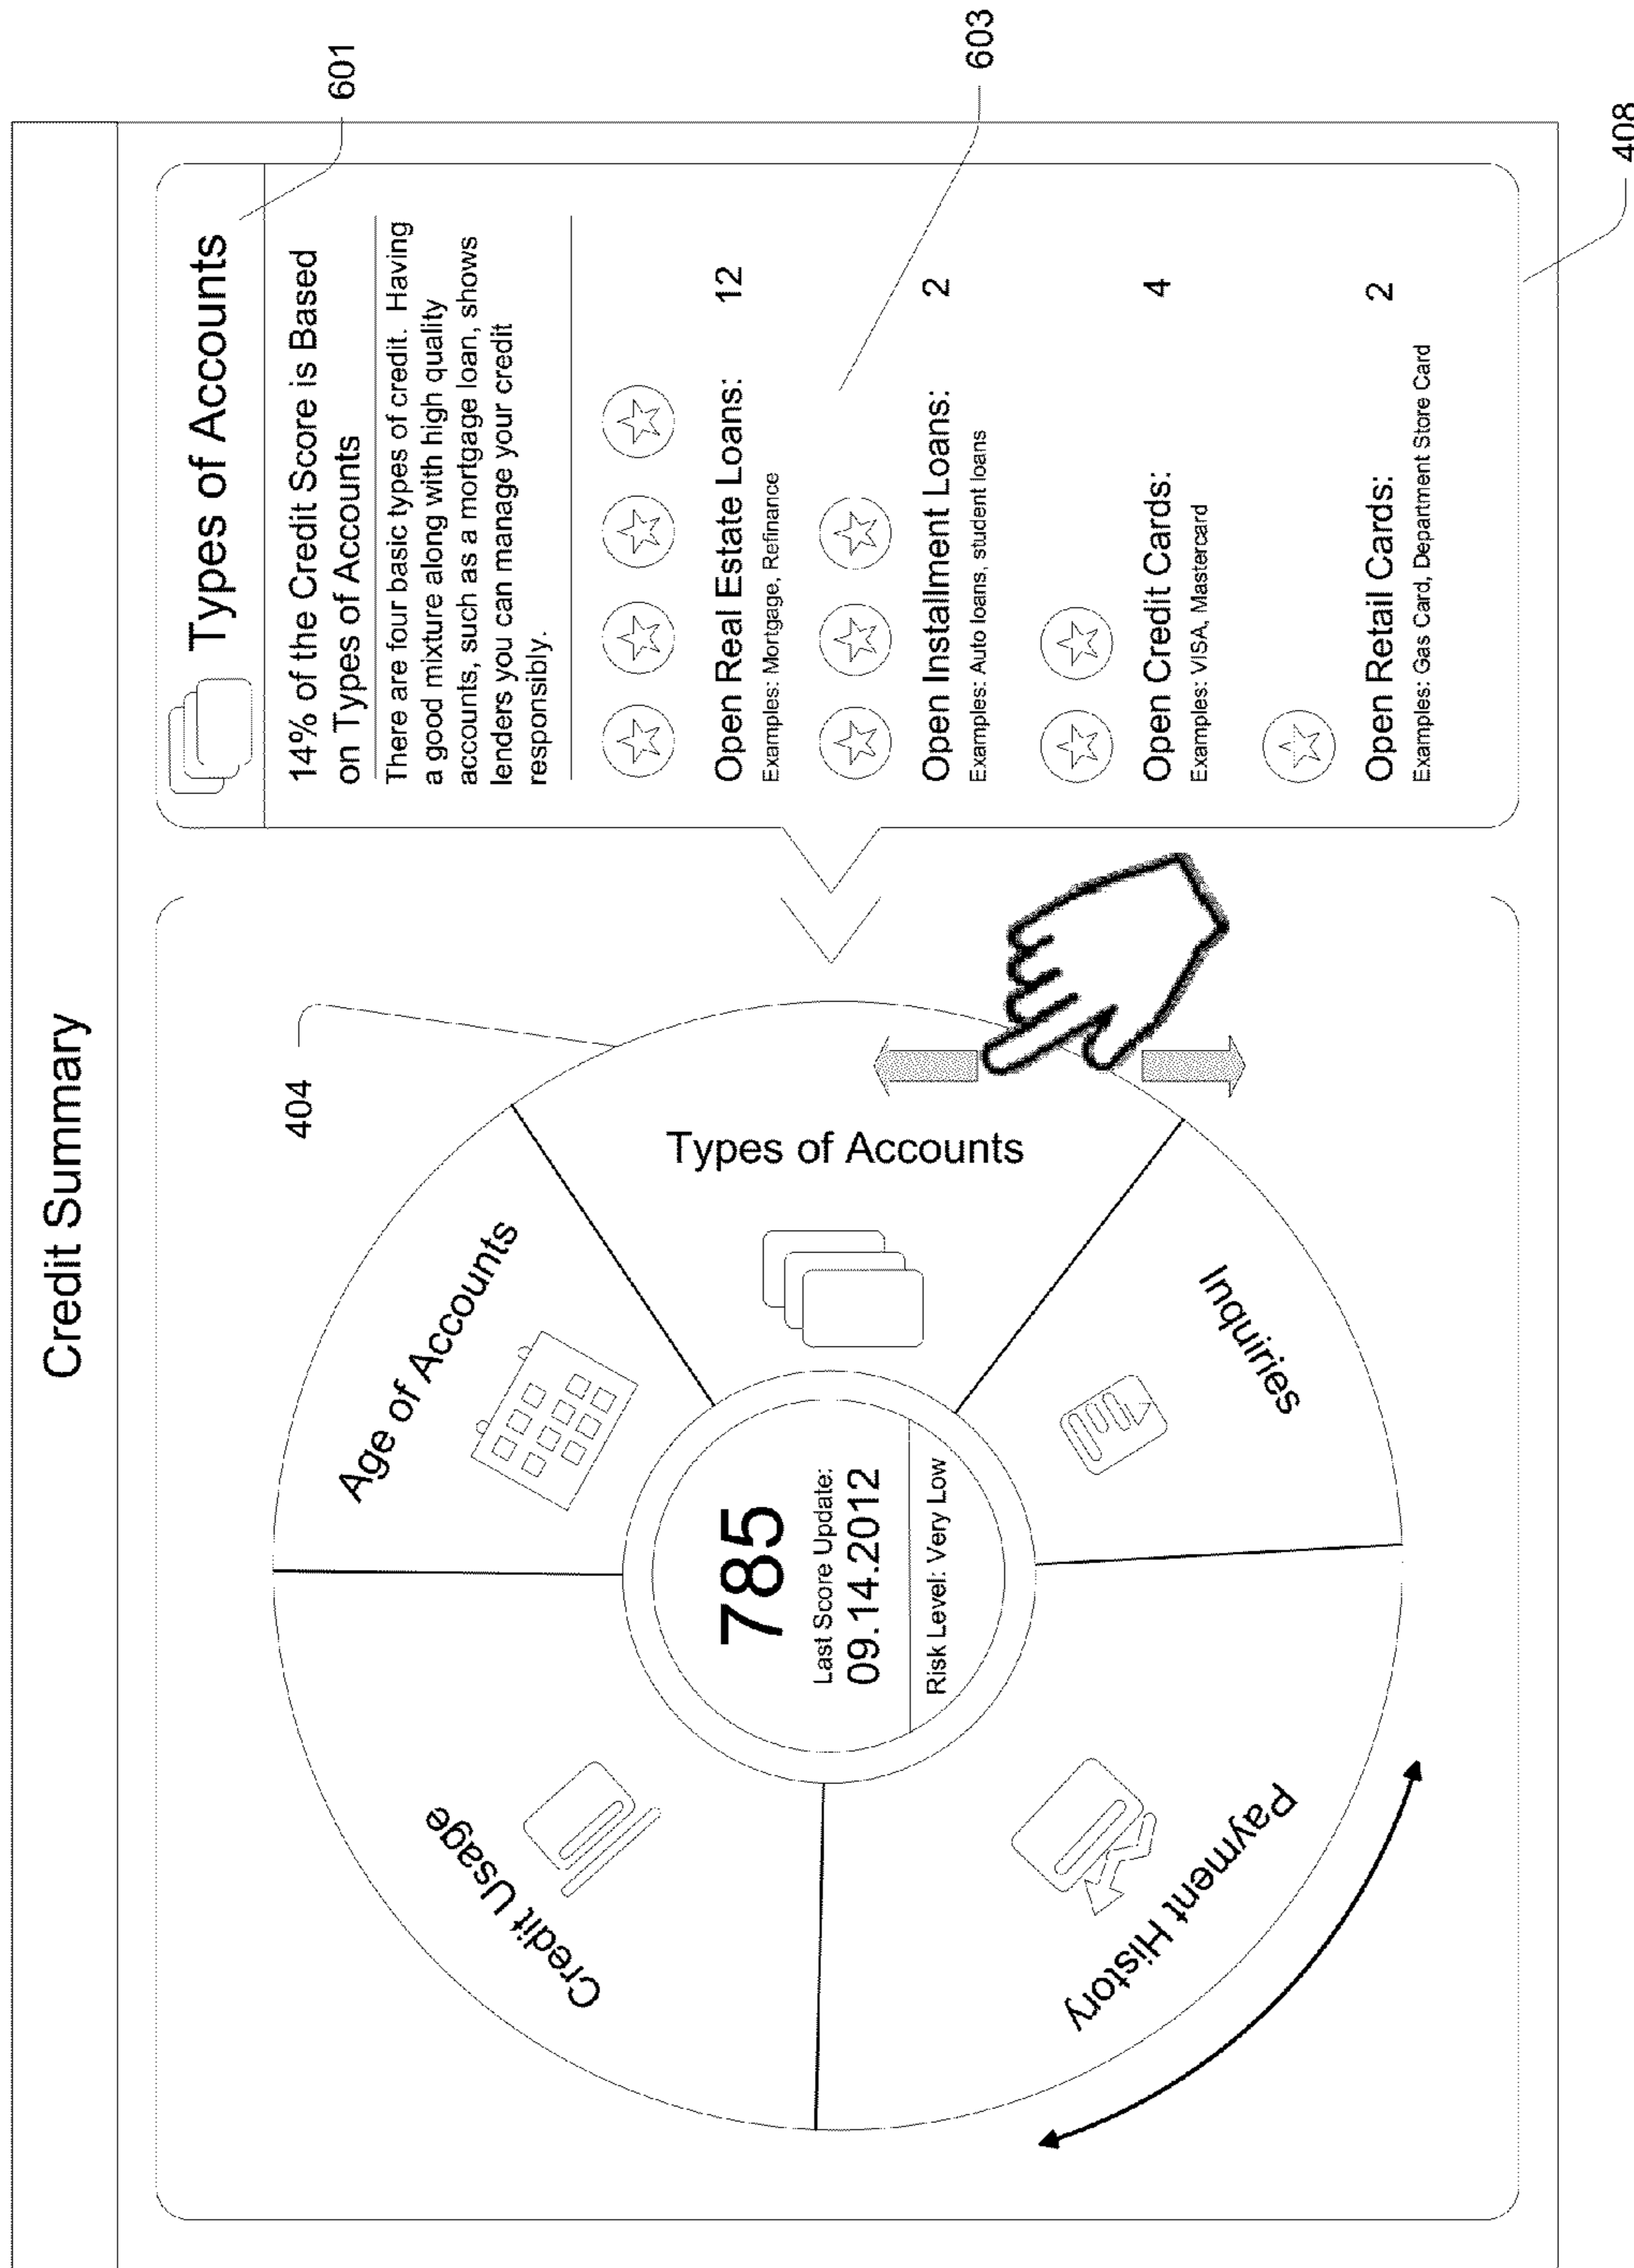 Credit Summary
Age of Accounts
404
Types of Accounts
Inquiries
Payment History
Credit Usage
785
Last Score Update:
09.14.2012
Risk Level: Very Low
Types of Accounts
601
14% of the Credit Score is Based
on Types of Accounts
There are four basic types of credit. Having
a good mixture along with high quality
accounts, such as a mortgage loan, shows
lenders you can manage your credit
responsibly.
Open Real Estate Loans: 12
Examples: Mortgage, Refinance
603
Open Installment Loans: 2
Examples: Auto loans, student loans
Open Credit Cards: 4
Examples: VISA, Mastercard
Open Retail Cards: 2
Examples: Gas Card, Department Store Card
408